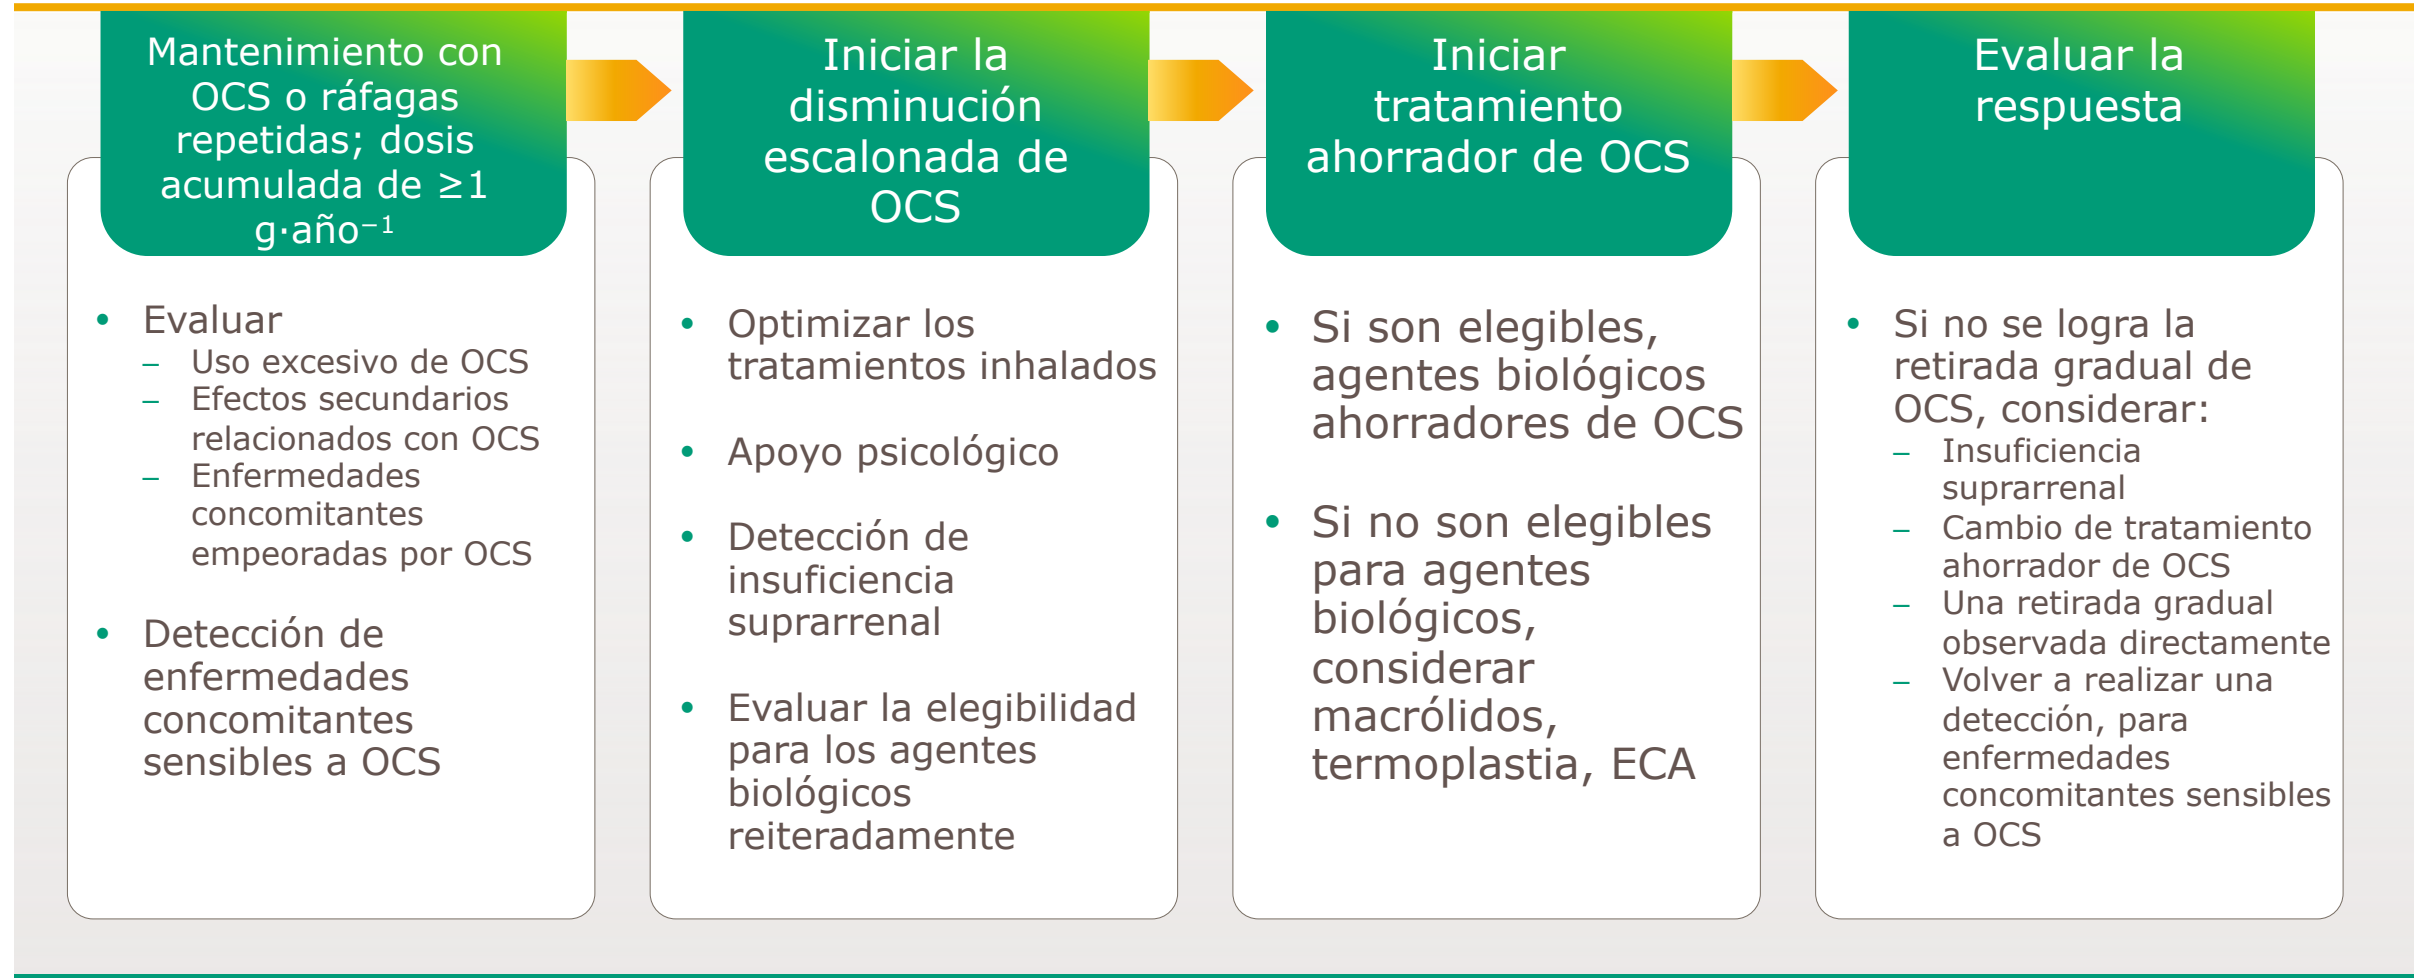 Mantenimiento con
OCS o ráfagas
repetidas; dosis
acumulada de ≥1
g·año⁻¹
• Evaluar
– Uso excesivo de OCS
– Efectos secundarios
relacionados con OCS
– Enfermedades
concomitantes
empeoradas por OCS
• Detección de
enfermedades
concomitantes
sensibles a OCS
Iniciar la
disminución
escalonada de
OCS
• Optimizar los
tratamientos inhalados
• Apoyo psicológico
• Detección de
insuficiencia
suprarrenal
• Evaluar la elegibilidad
para los agentes
biológicos
reiteradamente
Iniciar
tratamiento
ahorrador de OCS
• Si son elegibles,
agentes biológicos
ahorradores de OCS
• Si no son elegibles
para agentes
biológicos,
considerar
macrólidos,
termoplastia, ECA
Evaluar la
respuesta
• Si no se logra la
retirada gradual de
OCS, considerar:
– Insuficiencia
suprarrenal
– Cambio de tratamiento
ahorrador de OCS
– Una retirada gradual
observada directamente
– Volver a realizar una
detección, para
enfermedades
concomitantes sensibles
a OCS